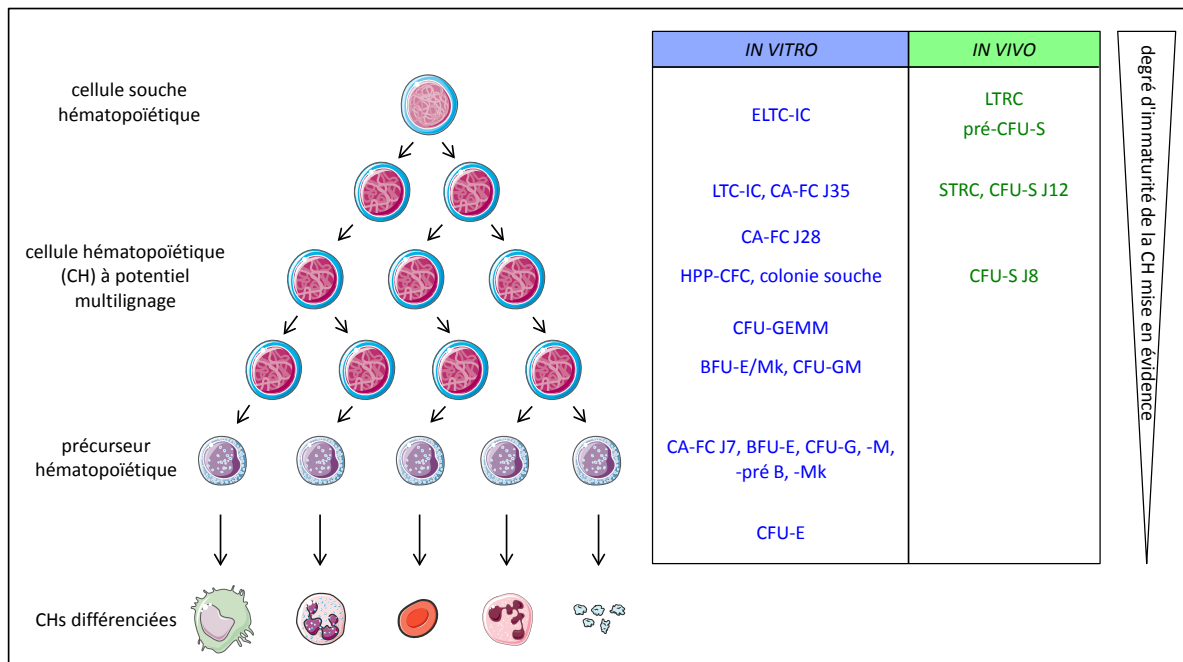 IN VITRO
IN VIVO
cellule souche
hématopoïétique
ELTC-IC
LTRC
pré-CFU-S
LTC-IC, CA-FC J35
STRC, CFU-S J12
CA-FC J28
cellule hématopoïétique
(CH) à potentiel
multilignage
HPP-CFC, colonie souche
CFU-S J8
CFU-GEMM
BFU-E/Mk, CFU-GM
précurseur
hématopoïétique
CA-FC J7, BFU-E, CFU-G, -M,
-pré B, -Mk
CFU-E
CHs différenciées
degré d'immaturité de la CH mise en évidence